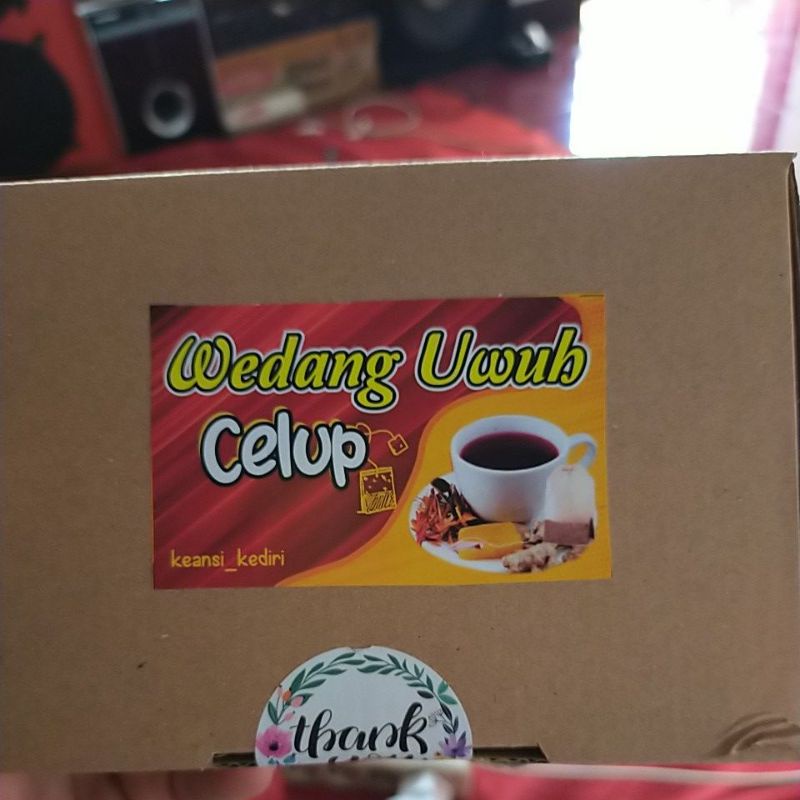 Wedang Uwuh
Celup
keansi_kediri
thank